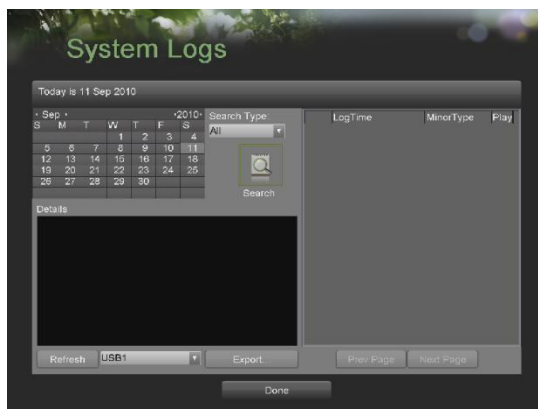 System Logs
Today is 11 Sep 2010
Sep 2010
S M T W T F S
1 2 3 4
5 6 7 8 9 10 11
12 13 14 15 16 17 18
19 20 21 22 23 24 25
26 27 28 29 30
Search Type:
All
Search
LogTime MinorType Play
Details
Refresh USB1 Export
Prev Page Next Page
Done